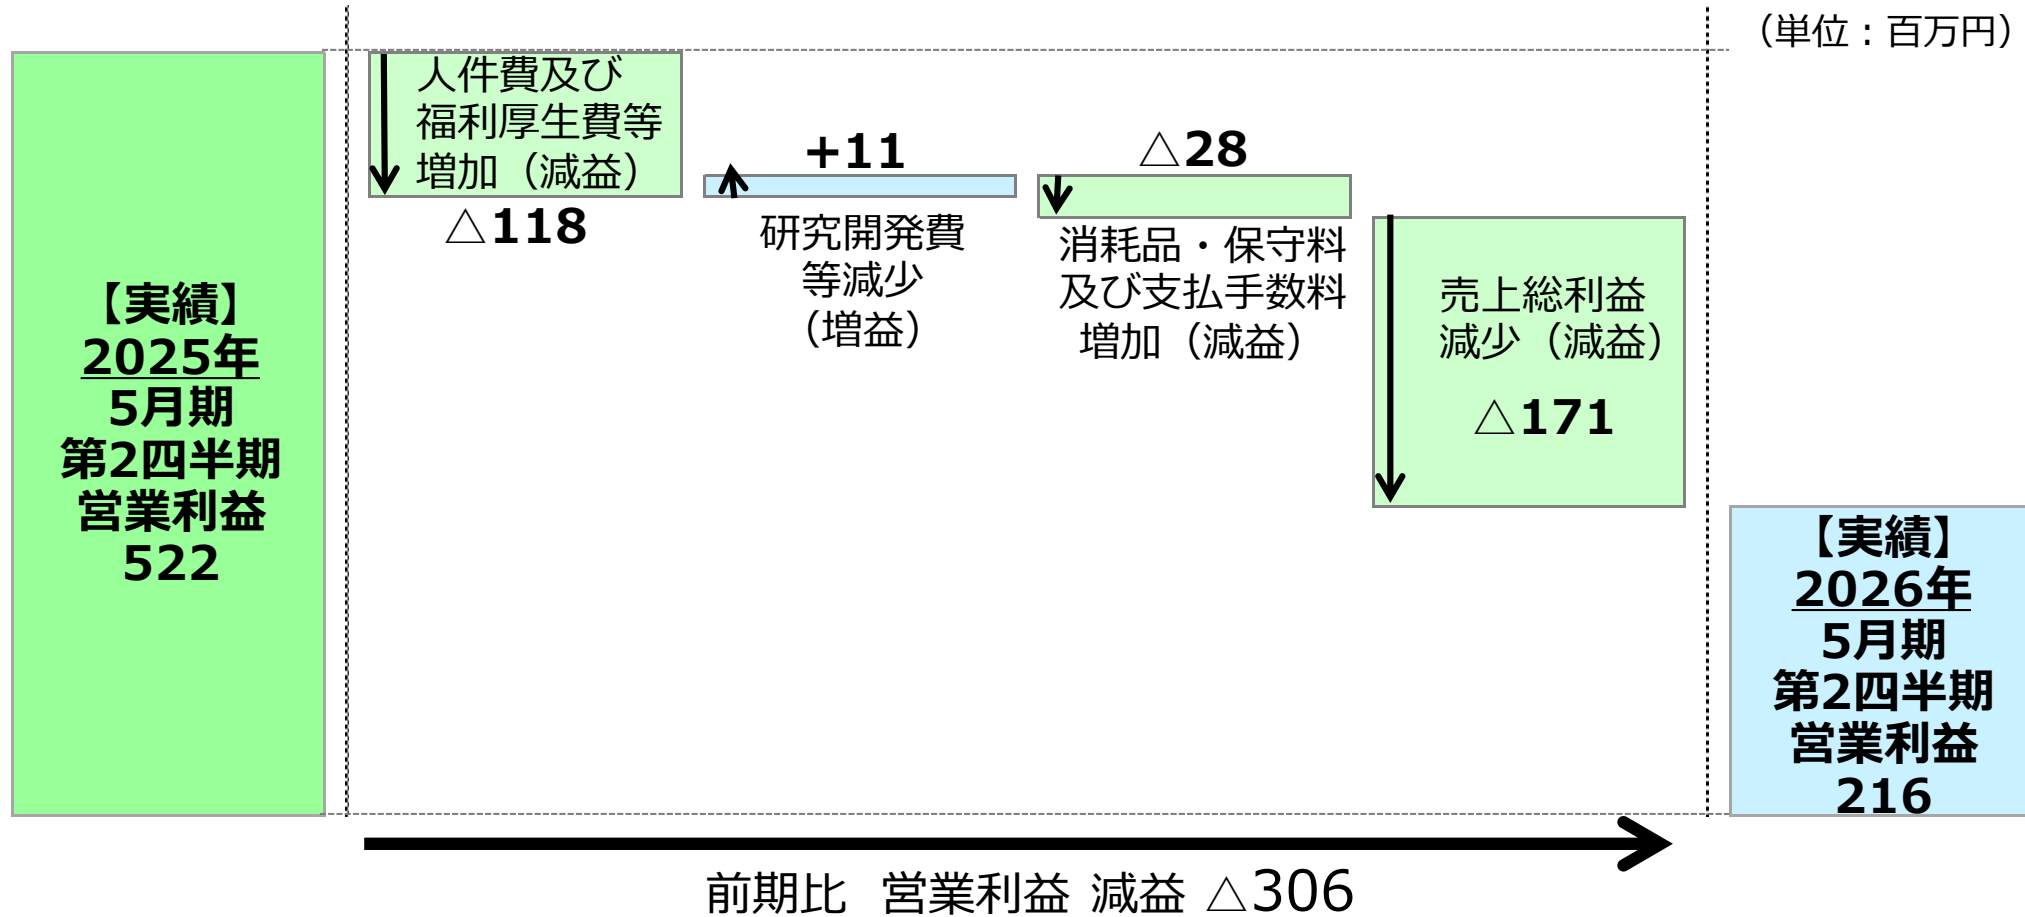 （単位：百万円）
【実績】
2025年
5月期
第2四半期
営業利益
522
人件費及び
福利厚生費等
増加（減益）
△118
+11
研究開発費
等減少
（増益）
△28
消耗品・保守料
及び支払手数料
増加（減益）
売上総利益
減少（減益）
△171
【実績】
2026年
5月期
第2四半期
営業利益
216
前期比 営業利益 減益 △306